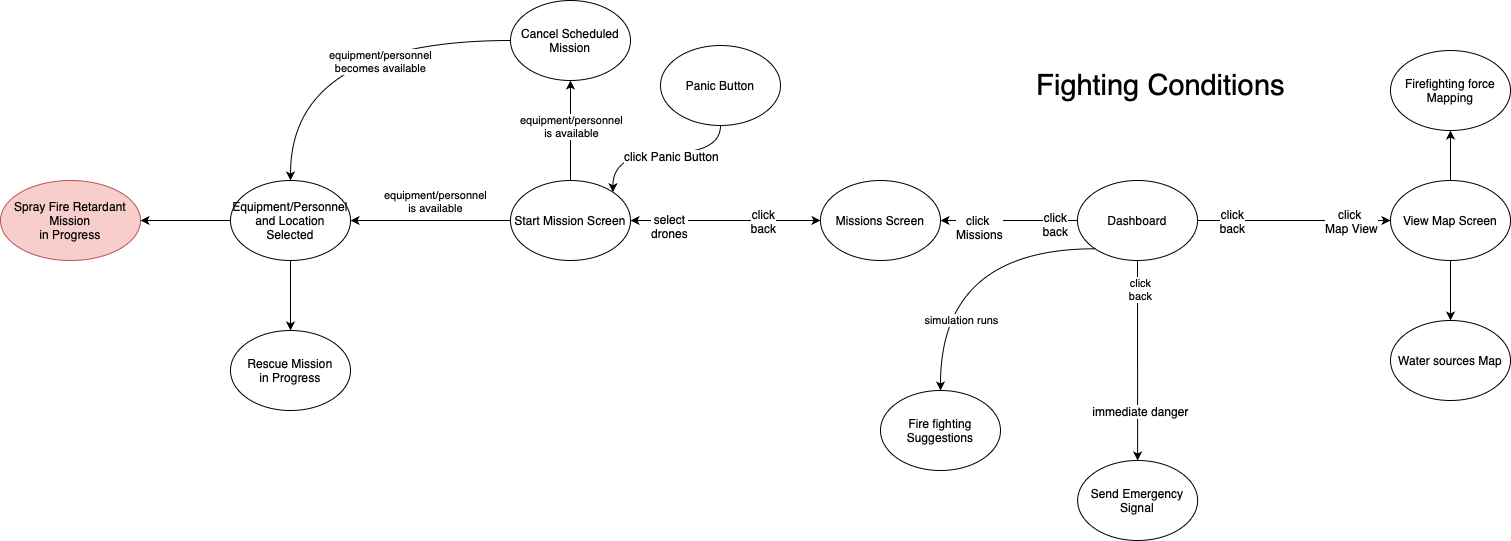 Cancel Scheduled
Mission
equipment/personnel
becomes available
Panic Button
Fighting Conditions
Firefighting force
Mapping
equipment/personnel
is available
click Panic Button
Spray Fire Retardant
Mission
in Progress
Equipment/Personnel
and Location
Selected
equipment/personnel
is available
Start Mission Screen
select
drones
click
back
Missions Screen
click
Missions
click
back
Dashboard
click
back
click
Map View
View Map Screen
click
back
simulation runs
Rescue Mission
in Progress
Water sources Map
immediate danger
Fire fighting
Suggestions
Send Emergency
Signal